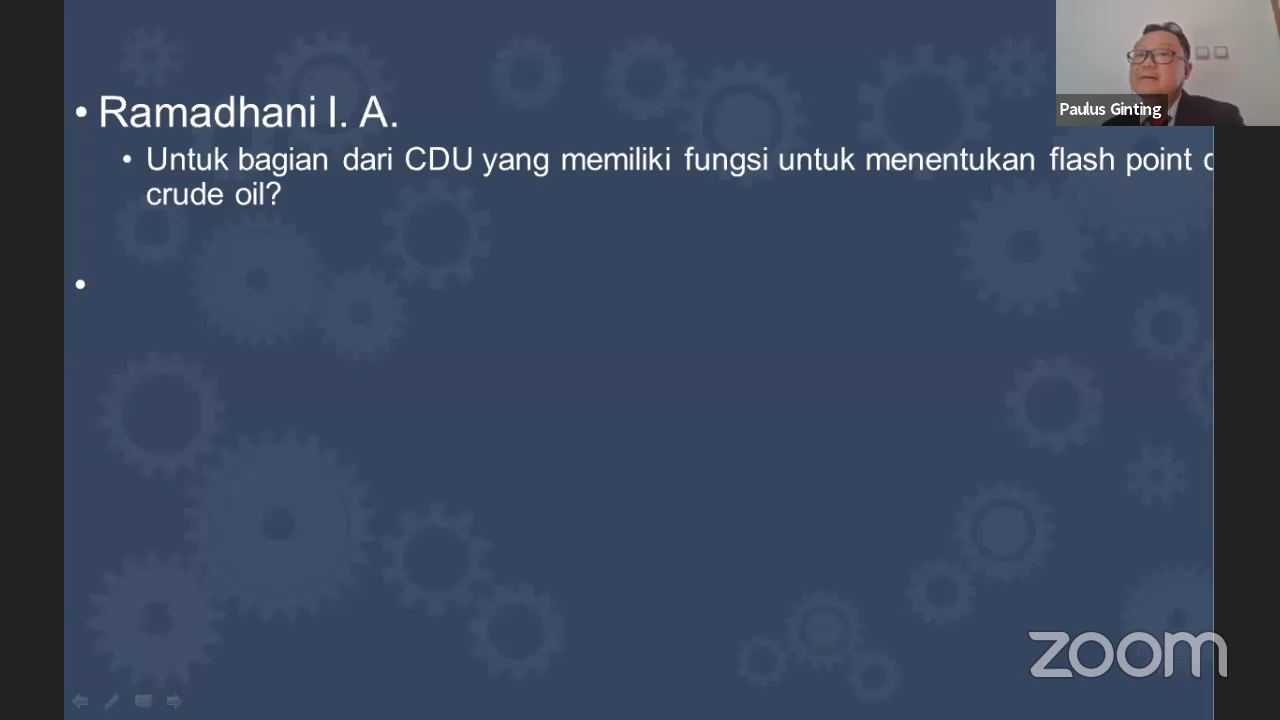 Paulus Ginting
• Ramadhani I. A.
• Untuk bagian dari CDU yang memiliki fungsi untuk menentukan flash point
crude oil?
•
zoom